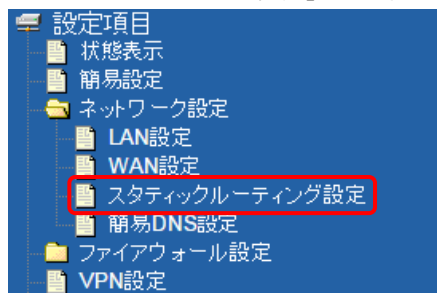 設定項目
状態表示
簡易設定
ネットワーク設定
LAN設定
WAN設定
スタティックルーティング設定
簡易DNS設定
ファイアウォール設定
VPN設定